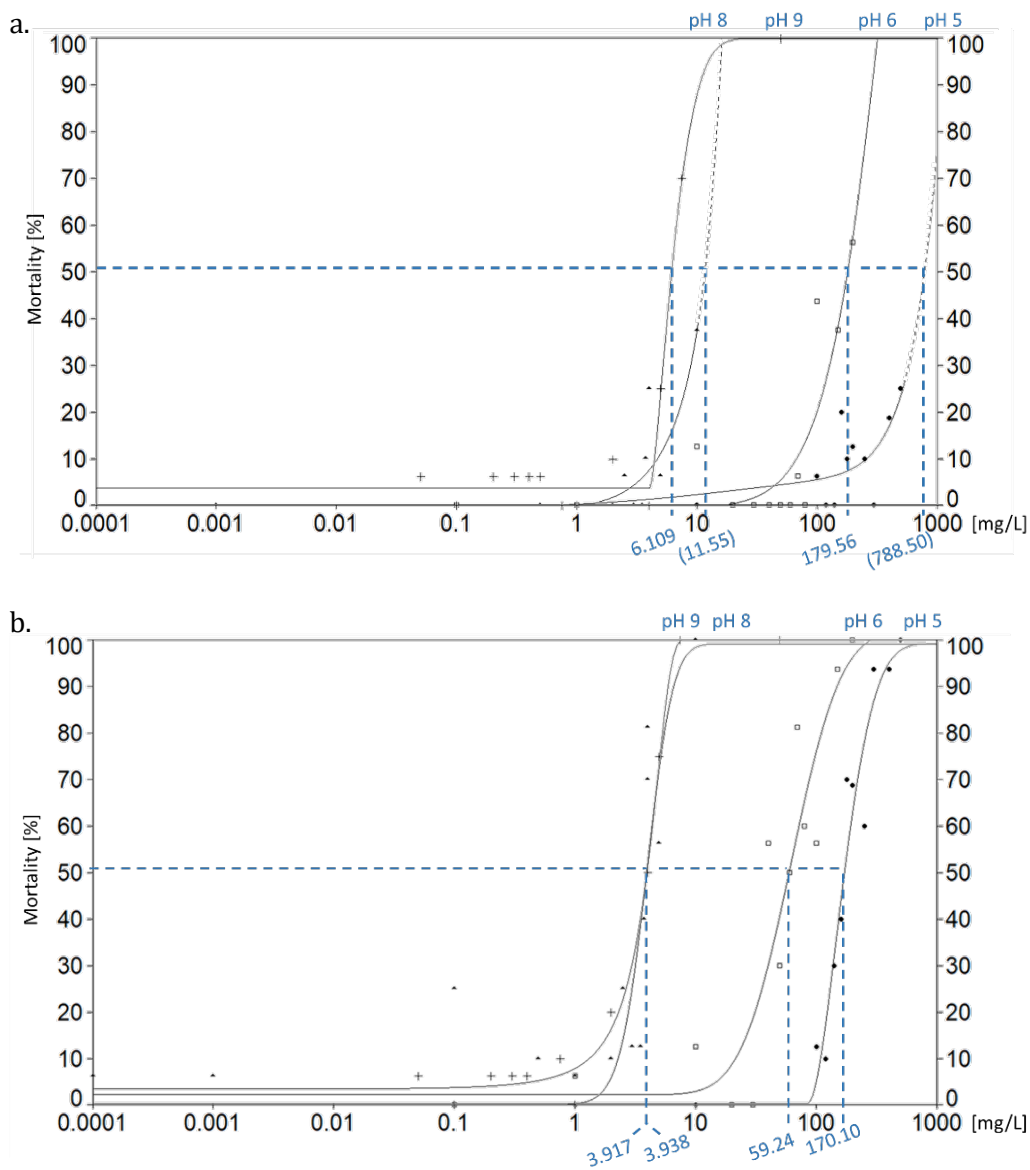 a.
pH 8 pH 9 pH 6 pH 5
100 100
90 90
80 80
70 70
60 60
50 50
40 40
30 30
20 20
10 10
0 0
Mortality [%]
0.0001 0.001 0.01 0.1 1 10 100 1000 [mg/L]
6.109 (11.55) 179.56 (788.50)
b.
pH 9 pH 8 pH 6 pH 5
100 100
90 90
80 80
70 70
60 60
50 50
40 40
30 30
20 20
10 10
0 0
Mortality [%]
0.0001 0.001 0.01 0.1 1 10 100 1000 [mg/L]
3.917 3.938 59.24 170.10